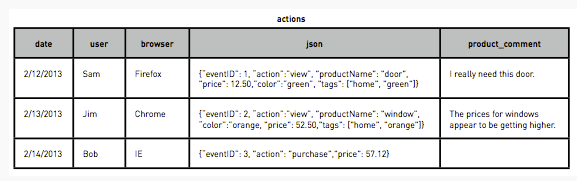 actions
date user browser json product_comment
2/12/2013 Sam Firefox {"eventID": 1, "action":"view", "productName": "door", I really need this door.
"price": 12.50,"color":"green", "tags": ["home", "green"]}
2/13/2013 Jim Chrome {"eventID": 2, "action":"view", "productName": "window", The prices for windows
"color":"orange, "price": 52.50,"tags": ["home", "orange"]} appear to be getting higher.
2/14/2013 Bob IE {"eventID": 3, "action": "purchase","price": 57.12}